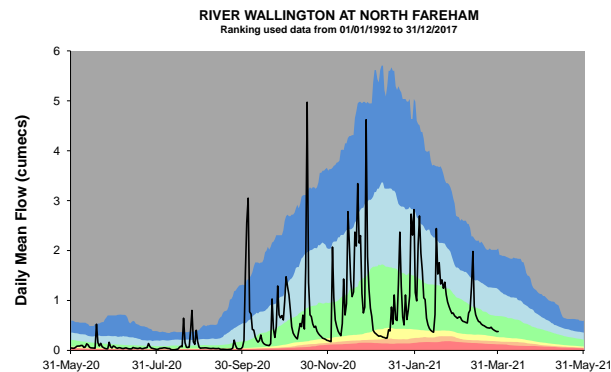 RIVER WALLINGTON AT NORTH FAREHAM
Ranking used data from 01/01/1992 to 31/12/2017
Daily Mean Flow (cumecs)
6
5
4
3
2
1
0
31-May-20 31-Jul-20 30-Sep-20 30-Nov-20 31-Jan-21 31-Mar-21 31-May-21